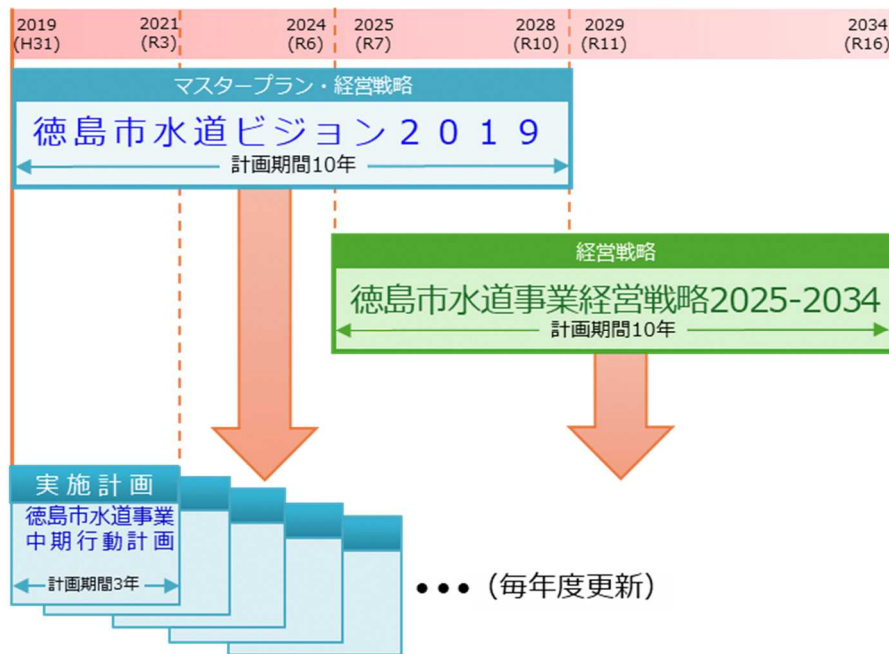 2019 2021 2024 2025 2028 2029 2034
(H31) (R3) (R6) (R7) (R10) (R11) (R16)
マスタープラン・経営戦略
徳島市水道ビジョン２０１９
計画期間10年
経営戦略
徳島市水道事業経営戦略2025-2034
計画期間10年
実施計画
徳島市水道事業
中期行動計画
計画期間3年
・・・（毎年度更新）